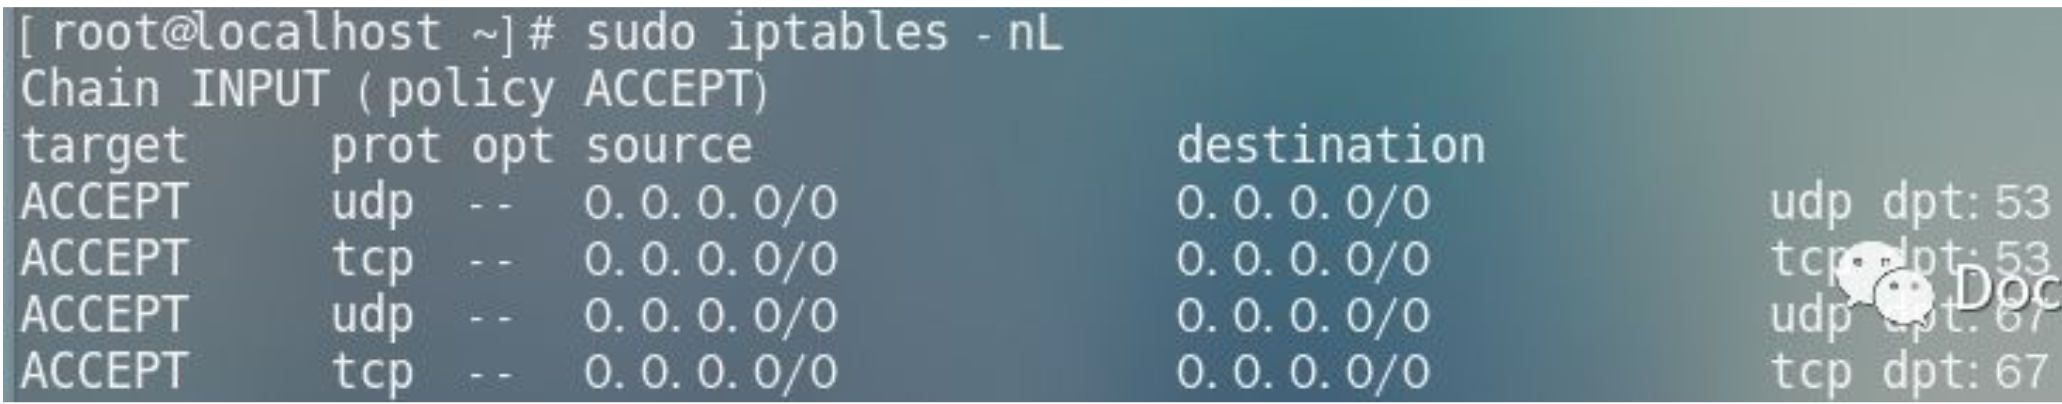 [root@localhost ~]# sudo iptables -nL
Chain INPUT (policy ACCEPT)
target     prot opt source               destination
ACCEPT     udp  --  0.0.0.0/0            0.0.0.0/0            udp dpt:53
ACCEPT     tcp  --  0.0.0.0/0            0.0.0.0/0            tcp dpt:53
Doc
ACCEPT     udp  --  0.0.0.0/0            0.0.0.0/0            udp dpt:67
ACCEPT     tcp  --  0.0.0.0/0            0.0.0.0/0            tcp dpt:67